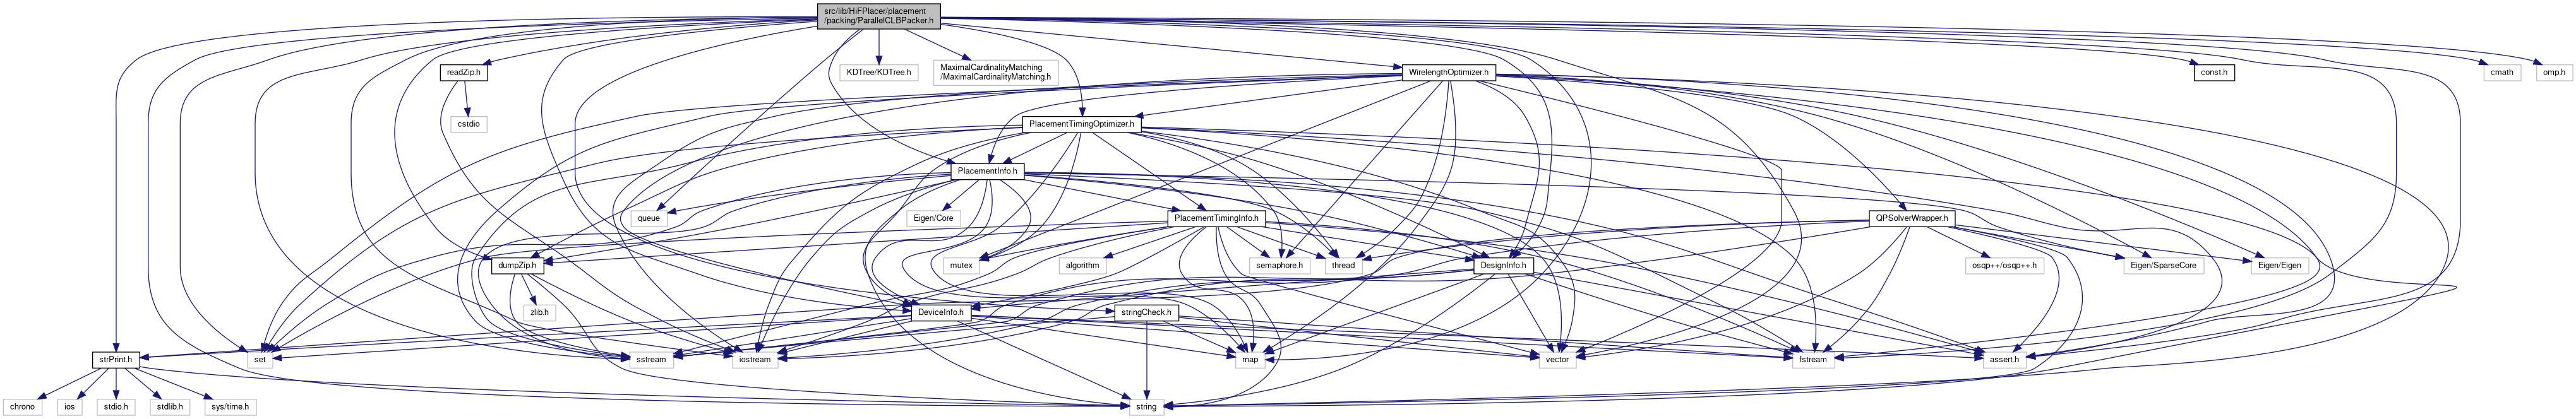 src/lib/HiFPlacer/placement
/packing/ParallelCLBPacker.h
readZip.h
KDTree/KDTree.h
MaximalCardinalityMatching
/MaximalCardinalityMatching.h
WirelengthOptimizer.h
const.h
cmath
omp.h
cstdio
PlacementTimingOptimizer.h
PlacementInfo.h
queue
Eigen/Core
PlacementTimingInfo.h
QPSolverWrapper.h
dumpZip.h
mutex
algorithm
semaphore.h
thread
DesignInfo.h
osqp++/osqp++.h
Eigen/SparseCore
Eigen/Eigen
zlib.h
DeviceInfo.h
stringCheck.h
strPrint.h
set
sstream
iostream
map
vector
fstream
assert.h
chrono
ios
stdio.h
stdlib.h
sys/time.h
string